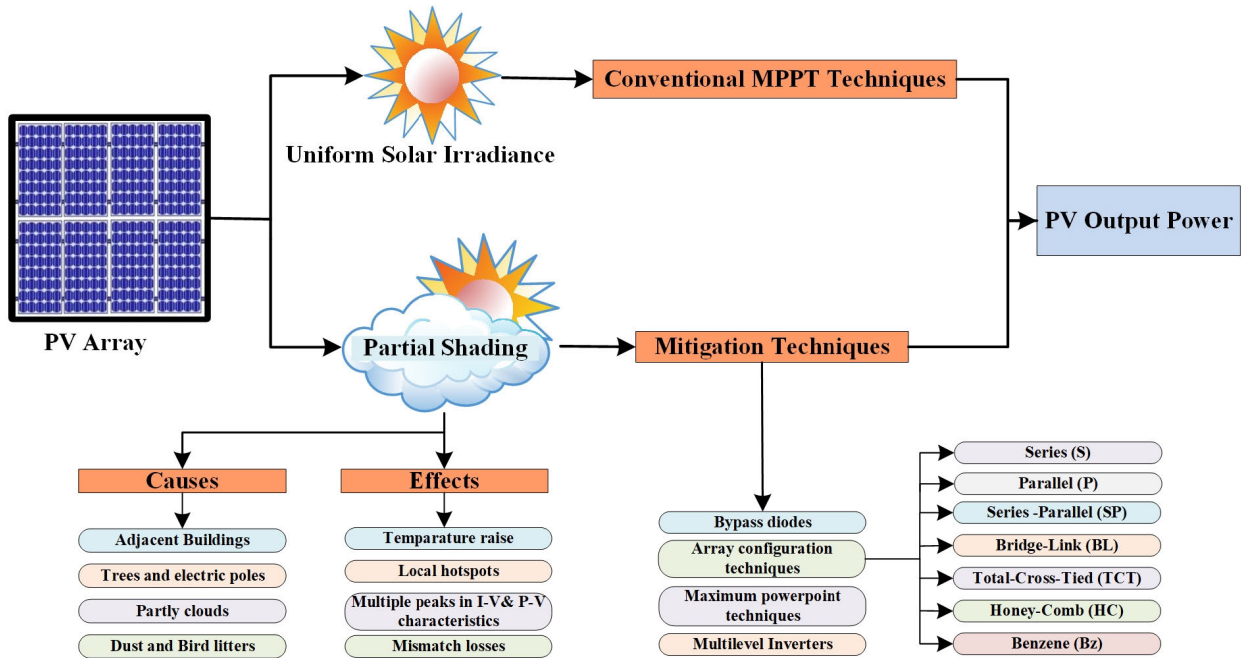 Conventional MPPT Techniques
Uniform Solar Irradiance
PV Output Power
PV Array
Partial Shading
Mitigation Techniques
Causes
Adjacent Buildings
Trees and electric poles
Partly clouds
Dust and Bird litters
Effects
Temparature raise
Local hotspots
Multiple peaks in I-V& P-V
characteristics
Mismatch losses
Bypass diodes
Array configuration
techniques
Maximum powerpoint
techniques
Multilevel Inverters
Series (S)
Parallel (P)
Series -Parallel (SP)
Bridge-Link (BL)
Total-Cross-Tied (TCT)
Honey-Comb (HC)
Benzene (Bz)